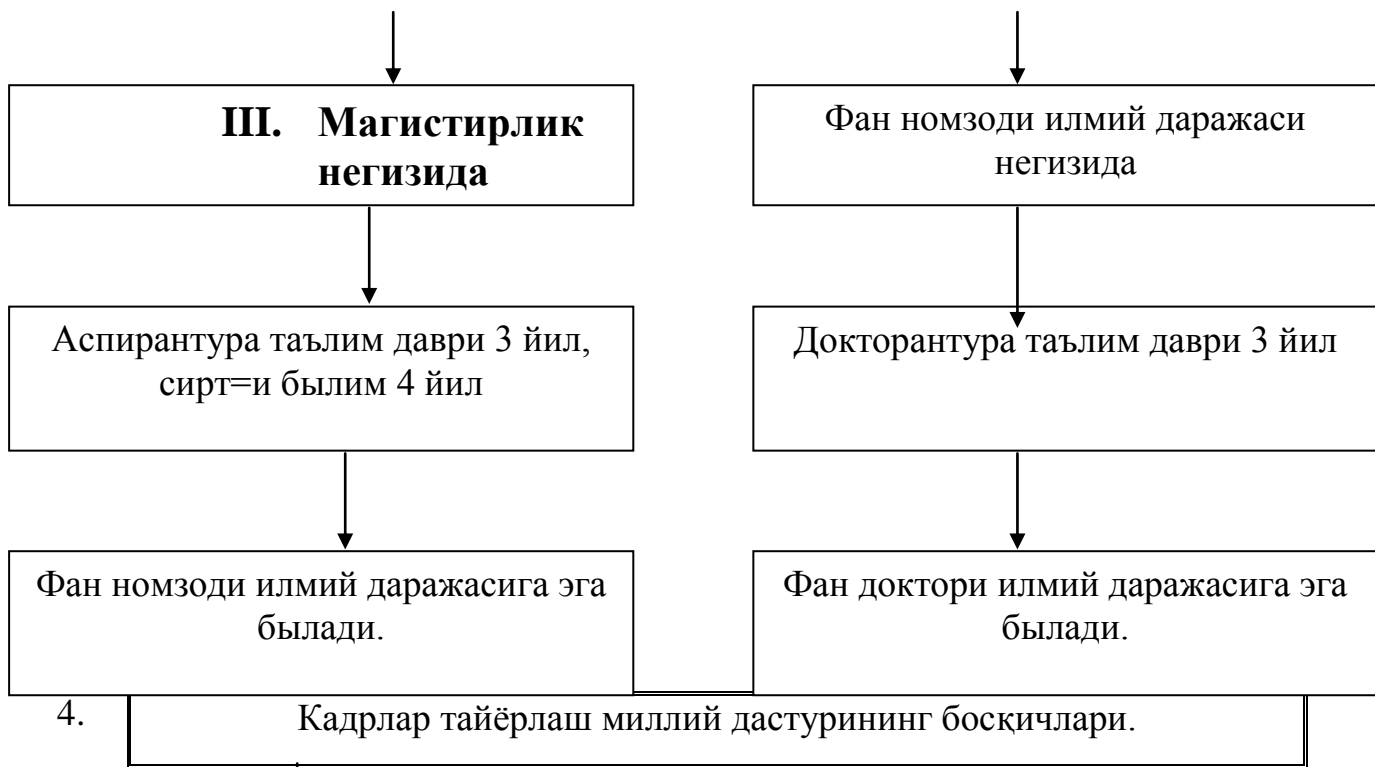 III. Магистирлик
негизида
Фан номзоди илмий даражаси
негизида
Аспирантура таълим даври 3 йил,
сирт=и былим 4 йил
Докторантура таълим даври 3 йил
Фан номзоди илмий даражасига эга
былади.
Фан доктори илмий даражасига эга
былади.
4. Кадрлар тайёрлаш миллий дастурининг босқичлари.